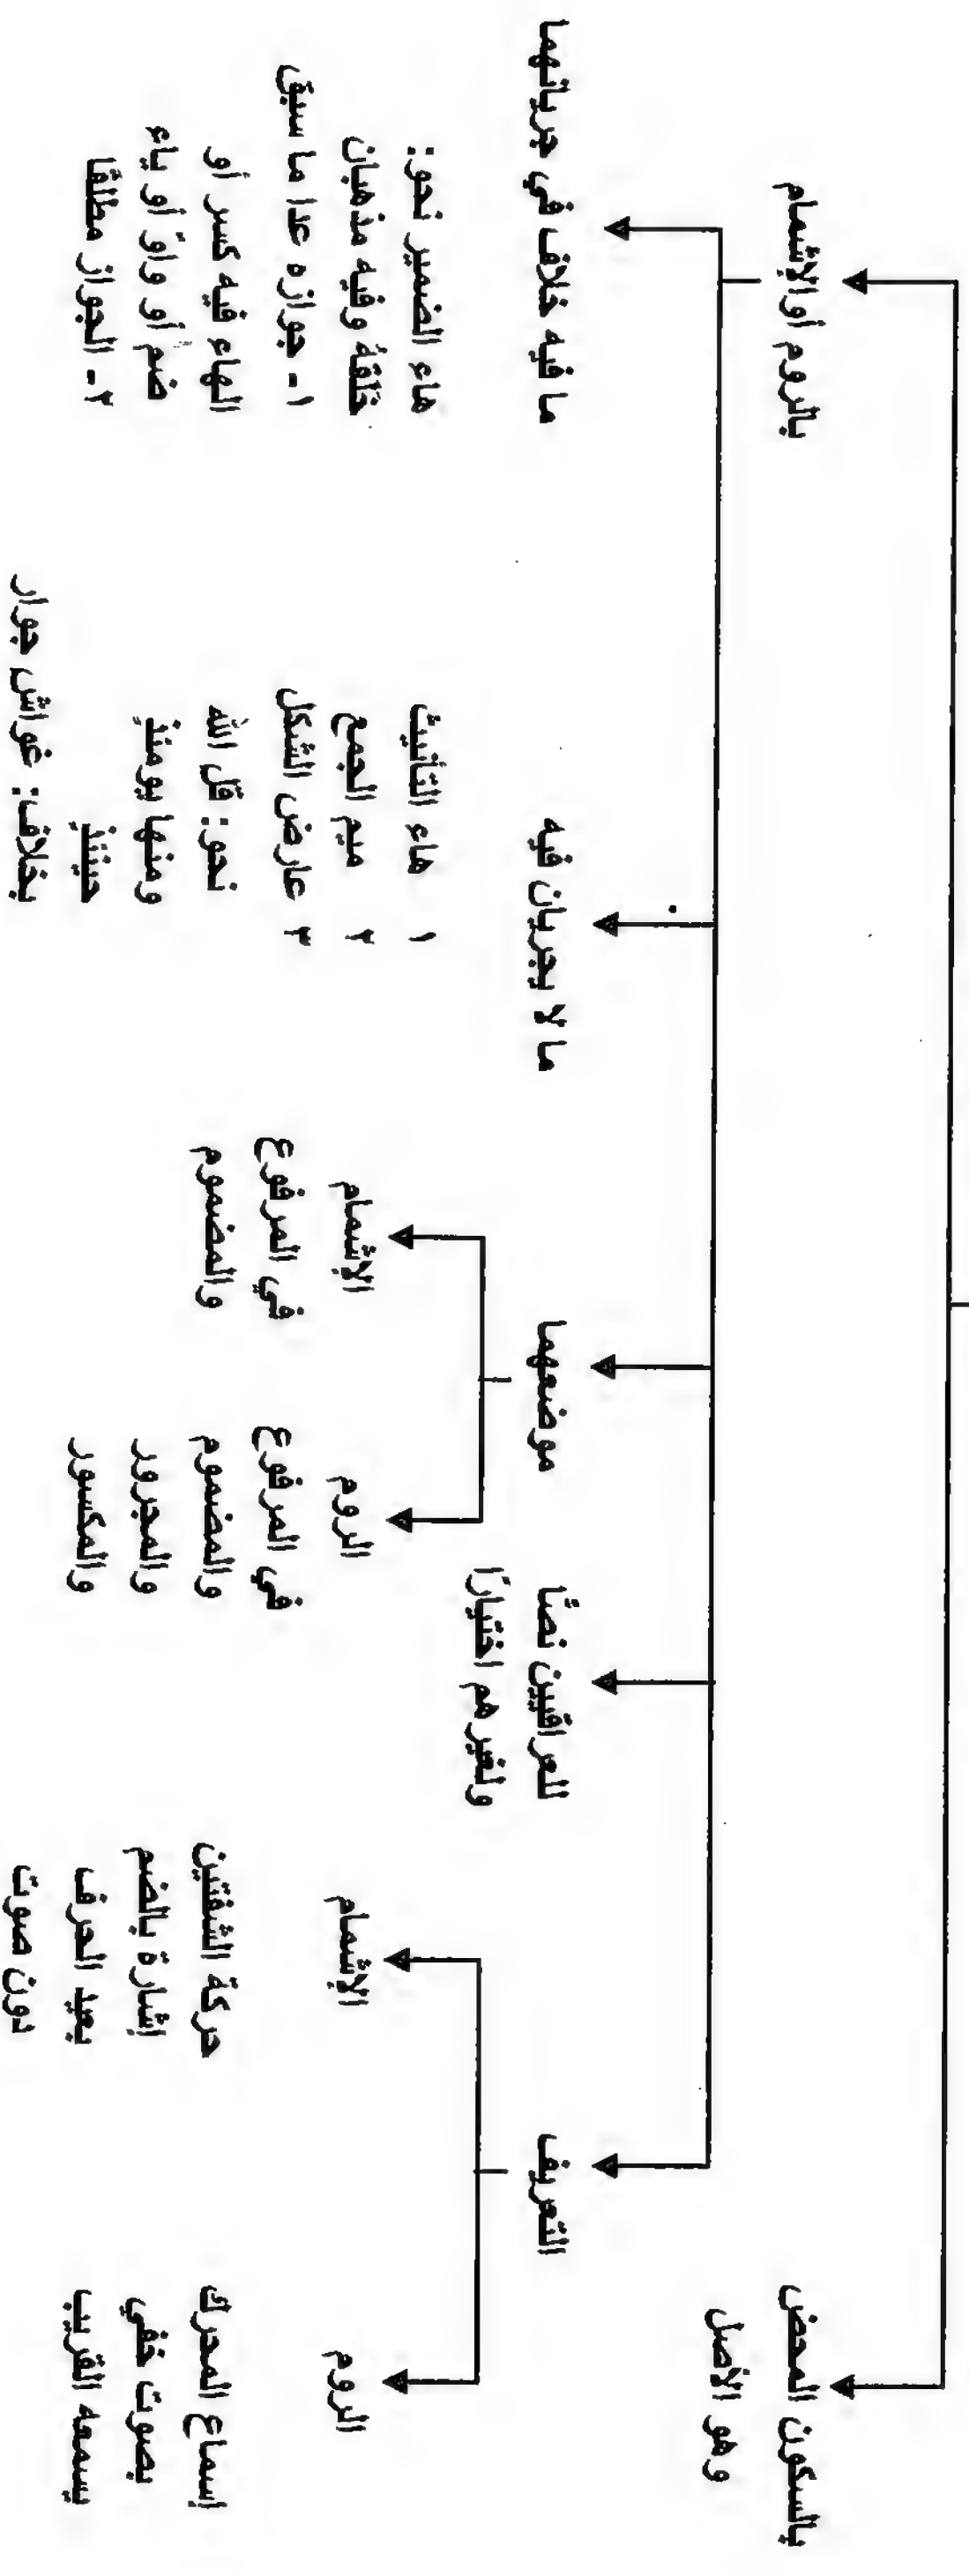 بالسكون المحض
وهو الأصل
بالروم أو الإشمام
التعريف
الروم
إسماع المحرك
بصوت خفي
يسمعه القريب
الإشمام
حركة الشفتين
إشارة بالضم
بعيد الحرف
دون صوت
للعراقيين نصًا
ولغيرهم اختيارًا
موضعهما
الروم
في المرفوع
والمضموم
والمجرور
والمكسور
الإشمام
في المرفوع
والمضموم
ما لا يجريان فيه
١ هاء التأنيث
٢ ميم الجمع
٣ عارض الشكل
نحو: قل الله
ومنها يومئذٍ
حينئذٍ
بخلاف: غواش جوار
ما فيه خلاف في جريانهما
هاء الضمير نحو:
خلقهُ وفيه مذهبان
١- جوازه عدا ما سبق
الهاء فيه كسر أو
ضم أو واوٌ أو ياء
٢- الجواز مطلقًا